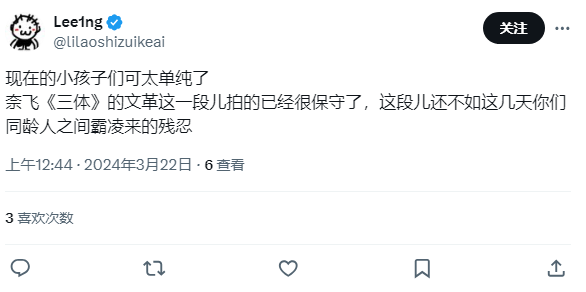 Lee1ng
@lilaoshizuikeai
关注
现在的小孩子们可太单纯了
奈飞《三体》的文革这一段儿拍的已经很保守了，这段儿还不如这几天你们
同龄人之间霸凌来的残忍
上午12:44 · 2024年3月22日 · 6 查看
3 喜欢次数